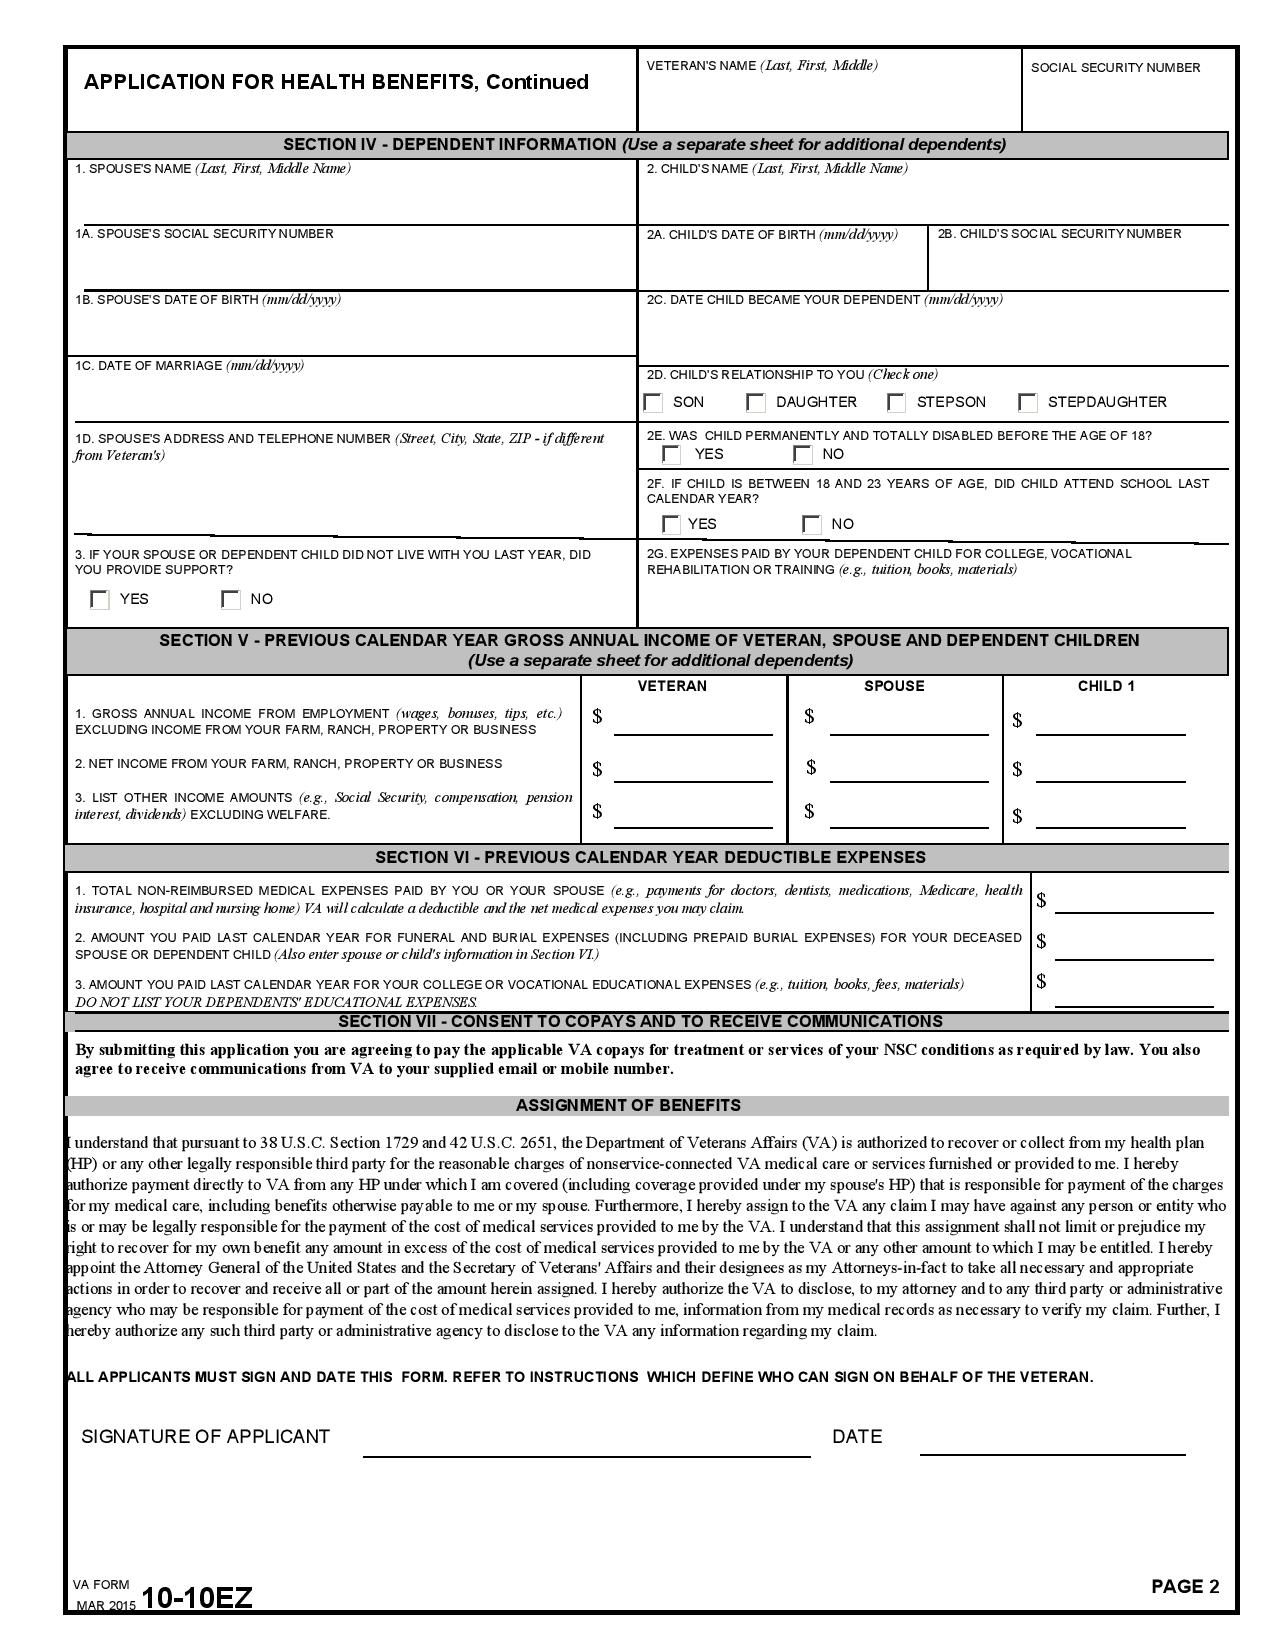 APPLICATION FOR HEALTH BENEFITS, Continued
VETERAN'S NAME (Last, First, Middle)
SOCIAL SECURITY NUMBER
SECTION IV - DEPENDENT INFORMATION (Use a separate sheet for additional dependents)
1. SPOUSE'S NAME (Last, First, Middle Name)
2. CHILD'S NAME (Last, First, Middle Name)
1A. SPOUSE'S SOCIAL SECURITY NUMBER
2A. CHILD'S DATE OF BIRTH (mm/dd/yyyy)
2B. CHILD'S SOCIAL SECURITY NUMBER
1B. SPOUSE'S DATE OF BIRTH (mm/dd/yyyy)
2C. DATE CHILD BECAME YOUR DEPENDENT (mm/dd/yyyy)
1C. DATE OF MARRIAGE (mm/dd/yyyy)
2D. CHILD'S RELATIONSHIP TO YOU (Check one)
SON DAUGHTER STEPSON STEPDAUGHTER
1D. SPOUSE'S ADDRESS AND TELEPHONE NUMBER (Street, City, State, ZIP - if different
from Veteran's)
2E. WAS CHILD PERMANENTLY AND TOTALLY DISABLED BEFORE THE AGE OF 18?
YES NO
2F. IF CHILD IS BETWEEN 18 AND 23 YEARS OF AGE, DID CHILD ATTEND SCHOOL LAST
CALENDAR YEAR?
YES NO
3. IF YOUR SPOUSE OR DEPENDENT CHILD DID NOT LIVE WITH YOU LAST YEAR, DID
YOU PROVIDE SUPPORT?
YES NO
2G. EXPENSES PAID BY YOUR DEPENDENT CHILD FOR COLLEGE, VOCATIONAL
REHABILITATION OR TRAINING (e.g., tuition, books, materials)
SECTION V - PREVIOUS CALENDAR YEAR GROSS ANNUAL INCOME OF VETERAN, SPOUSE AND DEPENDENT CHILDREN
(Use a separate sheet for additional dependents)
VETERAN SPOUSE CHILD 1
1. GROSS ANNUAL INCOME FROM EMPLOYMENT (wages, bonuses, tips, etc.)
EXCLUDING INCOME FROM YOUR FARM, RANCH, PROPERTY OR BUSINESS
$ $ $
2. NET INCOME FROM YOUR FARM, RANCH, PROPERTY OR BUSINESS
$ $ $
3. LIST OTHER INCOME AMOUNTS (e.g., Social Security, compensation, pension
interest, dividends) EXCLUDING WELFARE.
$ $ $
SECTION VI - PREVIOUS CALENDAR YEAR DEDUCTIBLE EXPENSES
1. TOTAL NON-REIMBURSED MEDICAL EXPENSES PAID BY YOU OR YOUR SPOUSE (e.g., payments for doctors, dentists, medications, Medicare, health
insurance, hospital and nursing home) VA will calculate a deductible and the net medical expenses you may claim.
$
2. AMOUNT YOU PAID LAST CALENDAR YEAR FOR FUNERAL AND BURIAL EXPENSES (INCLUDING PREPAID BURIAL EXPENSES) FOR YOUR DECEASED
SPOUSE OR DEPENDENT CHILD (Also enter spouse or child's information in Section VI.)
$
3. AMOUNT YOU PAID LAST CALENDAR YEAR FOR YOUR COLLEGE OR VOCATIONAL EDUCATIONAL EXPENSES (e.g., tuition, books, fees, materials)
DO NOT LIST YOUR DEPENDENTS' EDUCATIONAL EXPENSES.
$
SECTION VII - CONSENT TO COPAYS AND TO RECEIVE COMMUNICATIONS
By submitting this application you are agreeing to pay the applicable VA copays for treatment or services of your NSC conditions as required by law. You also
agree to receive communications from VA to your supplied email or mobile number.
ASSIGNMENT OF BENEFITS
I understand that pursuant to 38 U.S.C. Section 1729 and 42 U.S.C. 2651, the Department of Veterans Affairs (VA) is authorized to recover or collect from my health plan
(HP) or any other legally responsible third party for the reasonable charges of nonservice-connected VA medical care or services furnished or provided to me. I hereby
authorize payment directly to VA from any HP under which I am covered (including coverage provided under my spouse's HP) that is responsible for payment of the charges
for my medical care, including benefits otherwise payable to me or my spouse. Furthermore, I hereby assign to the VA any claim I may have against any person or entity who
is or may be legally responsible for the payment of the cost of medical services provided to me by the VA. I understand that this assignment shall not limit or prejudice my
right to recover for my own benefit any amount in excess of the cost of medical services provided to me by the VA or any other amount to which I may be entitled. I hereby
appoint the Attorney General of the United States and the Secretary of Veterans' Affairs and their designees as my Attorneys-in-fact to take all necessary and appropriate
actions in order to recover and receive all or part of the amount herein assigned. I hereby authorize the VA to disclose, to my attorney and to any third party or administrative
agency who may be responsible for payment of the cost of medical services provided to me, information from my medical records as necessary to verify my claim. Further, I
hereby authorize any such third party or administrative agency to disclose to the VA any information regarding my claim.
ALL APPLICANTS MUST SIGN AND DATE THIS FORM. REFER TO INSTRUCTIONS WHICH DEFINE WHO CAN SIGN ON BEHALF OF THE VETERAN.
SIGNATURE OF APPLICANT
DATE
VA FORM
MAR 2015 10-10EZ
PAGE 2